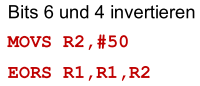 Bits 6 und 4 invertieren
MOVS R2,#50
EORS R1,R1,R2